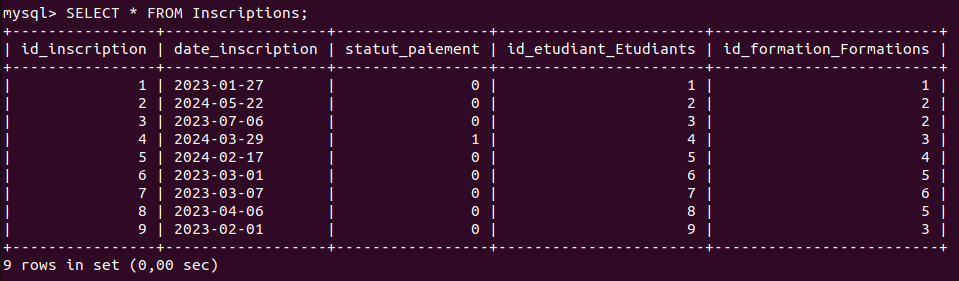 mysql> SELECT * FROM Inscriptions;
+----------------+------------------+-----------------+-----------------------+-------------------------+
| id_inscription | date_inscription | statut_paiement | id_etudiant_Etudiants | id_formation_Formations |
+----------------+------------------+-----------------+-----------------------+-------------------------+
|              1 | 2023-01-27       |               0 |                     1 |                       1 |
|              2 | 2024-05-22       |               0 |                     2 |                       2 |
|              3 | 2023-07-06       |               0 |                     3 |                       2 |
|              4 | 2024-03-29       |               1 |                     4 |                       3 |
|              5 | 2024-02-17       |               0 |                     5 |                       4 |
|              6 | 2023-03-01       |               0 |                     6 |                       5 |
|              7 | 2023-03-07       |               0 |                     7 |                       6 |
|              8 | 2023-04-06       |               0 |                     8 |                       5 |
|              9 | 2023-02-01       |               0 |                     9 |                       3 |
+----------------+------------------+-----------------+-----------------------+-------------------------+
9 rows in set (0,00 sec)